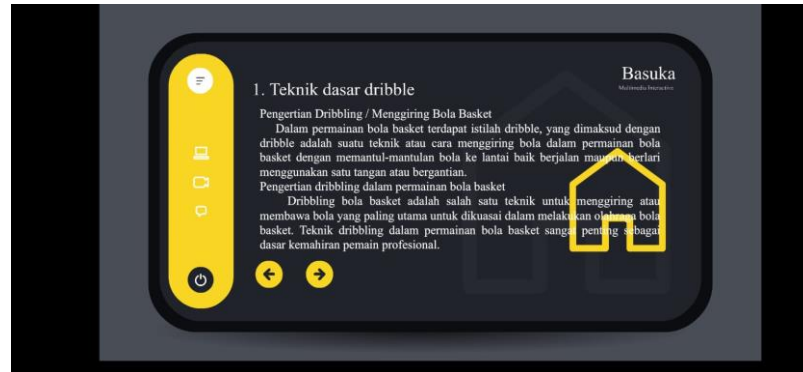 Basuka
Multimedia Interactive
1. Teknik dasar dribble
Pengertian Dribbling / Menggiring Bola Basket
Dalam permainan bola basket terdapat istilah dribble, yang dimaksud dengan
dribble adalah suatu teknik atau cara menggiring bola dalam permainan bola
basket dengan memantul-mantulan bola ke lantai baik berjalan maupun berlari
menggunakan satu tangan atau bergantian.
Pengertian dribbling dalam permainan bola basket
Dribbling bola basket adalah salah satu teknik untuk menggiring atau
membawa bola yang paling utama untuk dikuasai dalam melakukan olahraga bola
basket. Teknik dribbling dalam permainan bola basket sangat penting sebagai
dasar kemahiran pemain profesional.